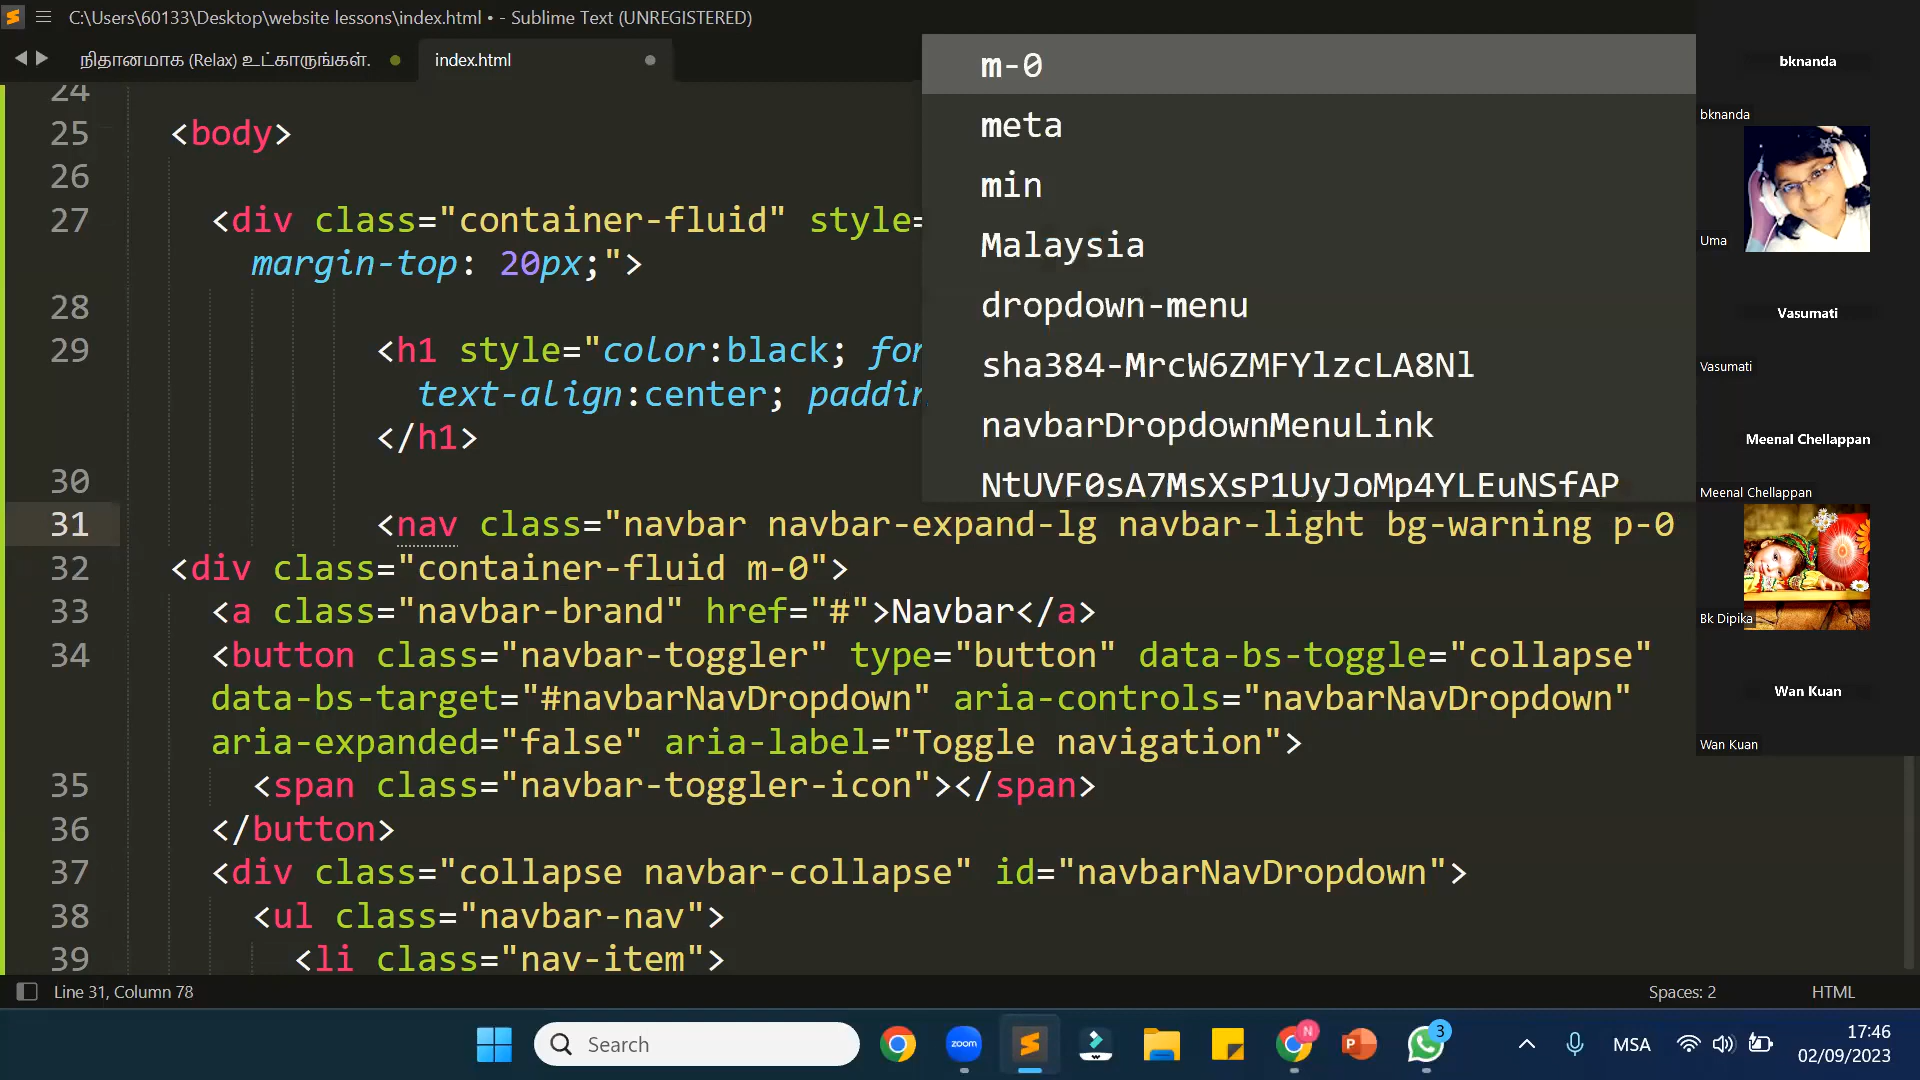 C:\Users\60133\Desktop\website lessons\index.html • - Sublime Text (UNREGISTERED)
நிதானமாக (Relax) உட்காருங்கள்.
index.html
m-0
meta
min
Malaysia
dropdown-menu
sha384-MrcW6ZMFYlzcLA8Nl
navbarDropdownMenuLink
NtUVF0sA7MsXsP1UyJoMp4YLEuNSfAP
24
25 <body>
26
27 <div class="container-fluid" style=
margin-top: 20px;">
28
29 <h1 style="color:black; for
text-align:center; paddin
</h1>
30
31 <nav class="navbar navbar-expand-lg navbar-light bg-warning p-0
32 <div class="container-fluid m-0">
33 <a class="navbar-brand" href="#">Navbar</a>
34 <button class="navbar-toggler" type="button" data-bs-toggle="collapse"
data-bs-target="#navbarNavDropdown" aria-controls="navbarNavDropdown"
aria-expanded="false" aria-label="Toggle navigation">
35 <span class="navbar-toggler-icon"></span>
36 </button>
37 <div class="collapse navbar-collapse" id="navbarNavDropdown">
38 <ul class="navbar-nav">
39 <li class="nav-item">
bknanda
bknanda
Uma
Vasumati
Vasumati
Meenal Chellappan
Meenal Chellappan
Bk Dipika
Wan Kuan
Wan Kuan
Line 31, Column 78
Spaces: 2
HTML
Search
zoom
N
P
3
MSA
17:46
02/09/2023